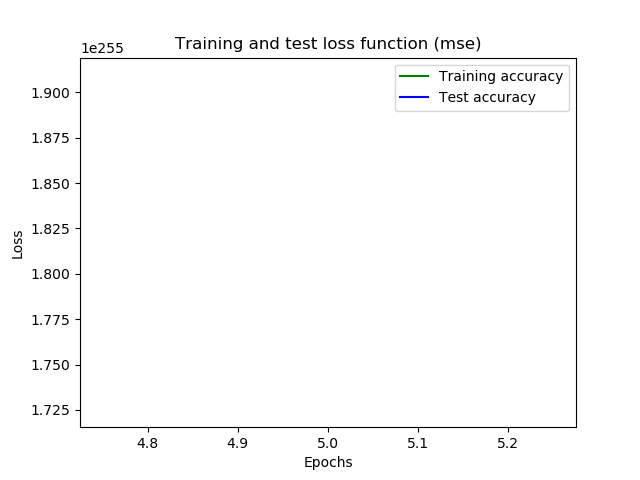 Training and test loss function (mse)
1e255
Training accuracy
Test accuracy
1.900
1.875
1.850
1.825
1.800
1.775
1.750
1.725
Loss
4.8 4.9 5.0 5.1 5.2
Epochs